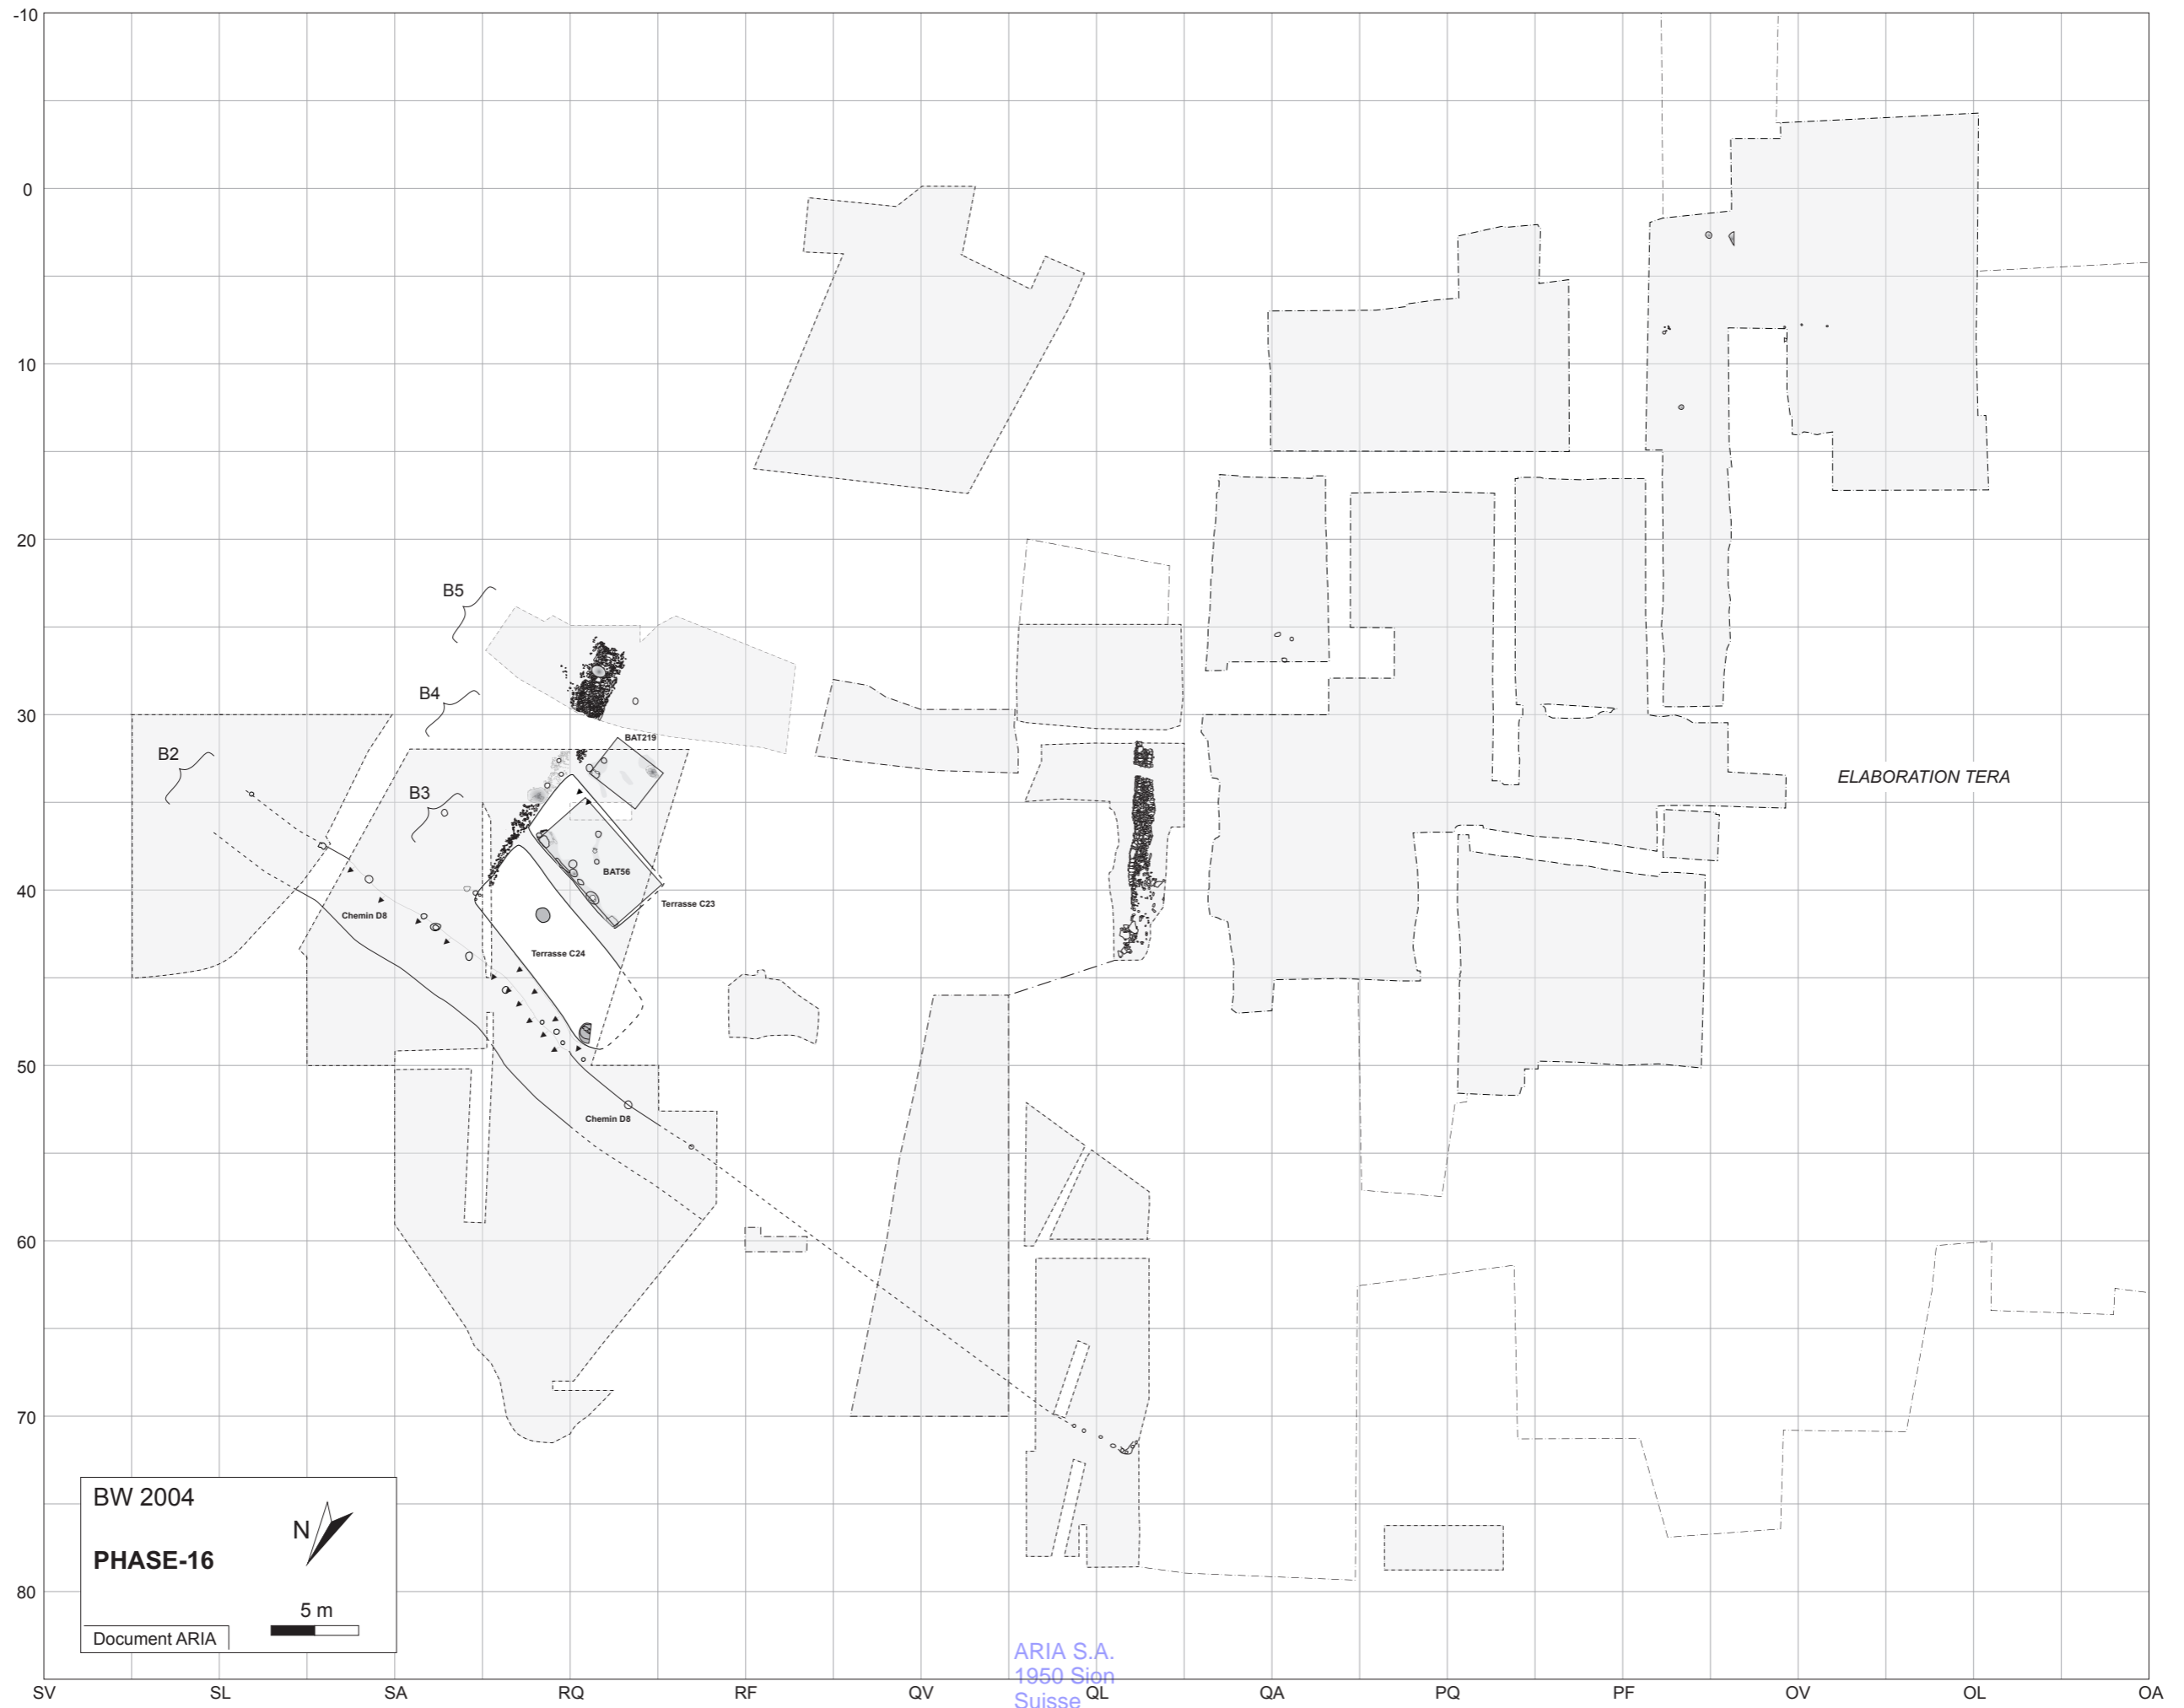 -10
0
10
20
B5
B4
30
BAT219
B2
ELABORATION TERA
B3
BAT56
40
Terrasse C23
Chemin D8
Terrasse C24
50
Chemin D8
60
70
BW 2004
N
PHASE-16
80
5 m
Document ARIA
ARIA S.A.
1950 Sion
Suisse
SV SL SA RQ RF QV QL QA PQ PF OV OL OA